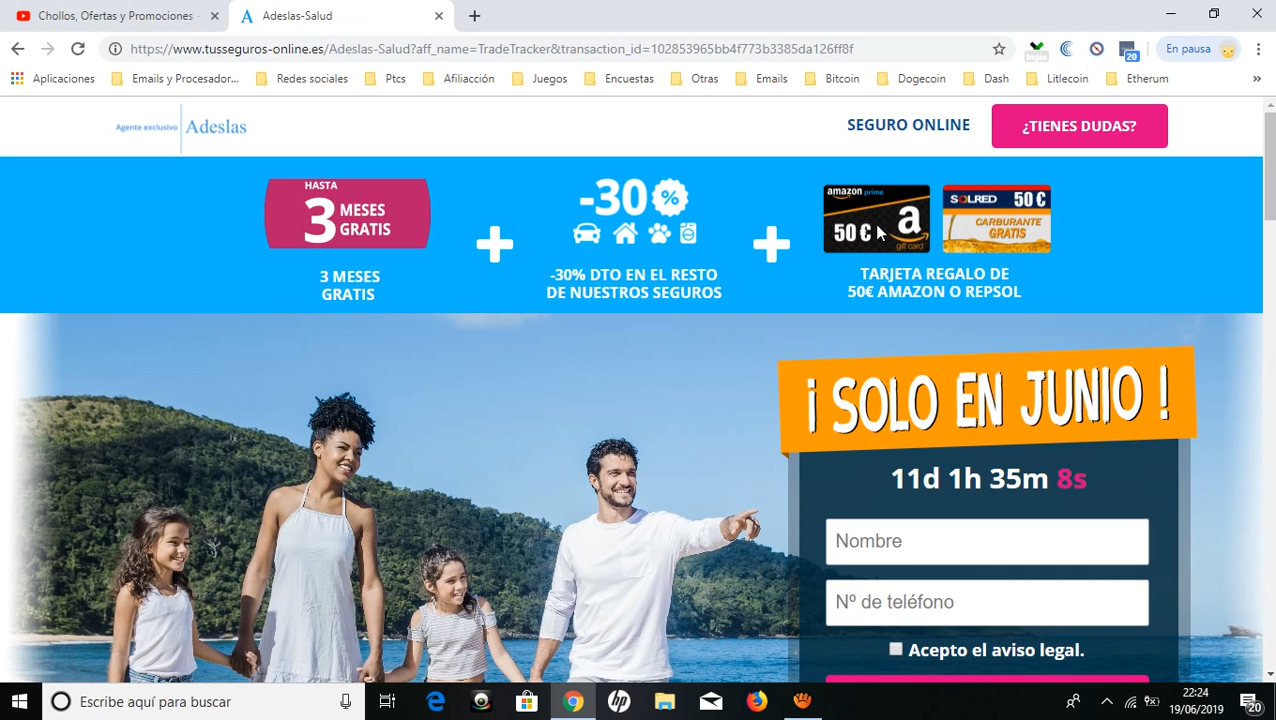 Chollos, Ofertas y Promociones -
Adeslas-Salud
https://www.tusseguros-online.es/Adeslas-Salud?aff_name=TradeTracker&transaction_id=102853965bb4f773b3385da126ff8f
20
En pausa
Aplicaciones
Emails y Procesador...
Redes sociales
Ptcs
Afiliacción
Juegos
Encuestas
Otras
Emails
Bitcoin
Dogecoin
Dash
Litlecoin
Etherum
»
Agente exclusivo
Adeslas
SEGURO ONLINE
¿TIENES DUDAS?
HASTA
3 MESES GRATIS
3 MESES
GRATIS
+
-30 %
-30% DTO EN EL RESTO
DE NUESTROS SEGUROS
+
amazon prime
50 €
a
gift card
SOLRED 50 €
CARBURANTE
GRATIS
TARJETA REGALO DE
50€ AMAZON O REPSOL
¡ SOLO EN JUNIO !
11d 1h 35m 8s
Nombre
Nº de teléfono
Acepto el aviso legal.
Escribe aquí para buscar
22:24
19/06/2019
20